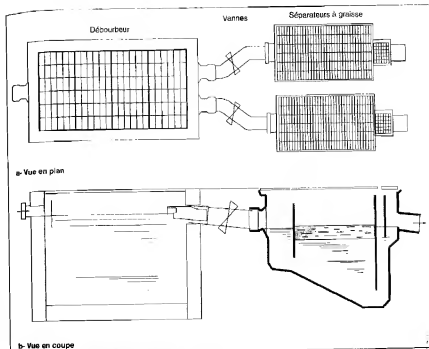 Débourbeur
Vannes
Séparateurs à graisse
a- Vue en plan
b- Vue en coupe